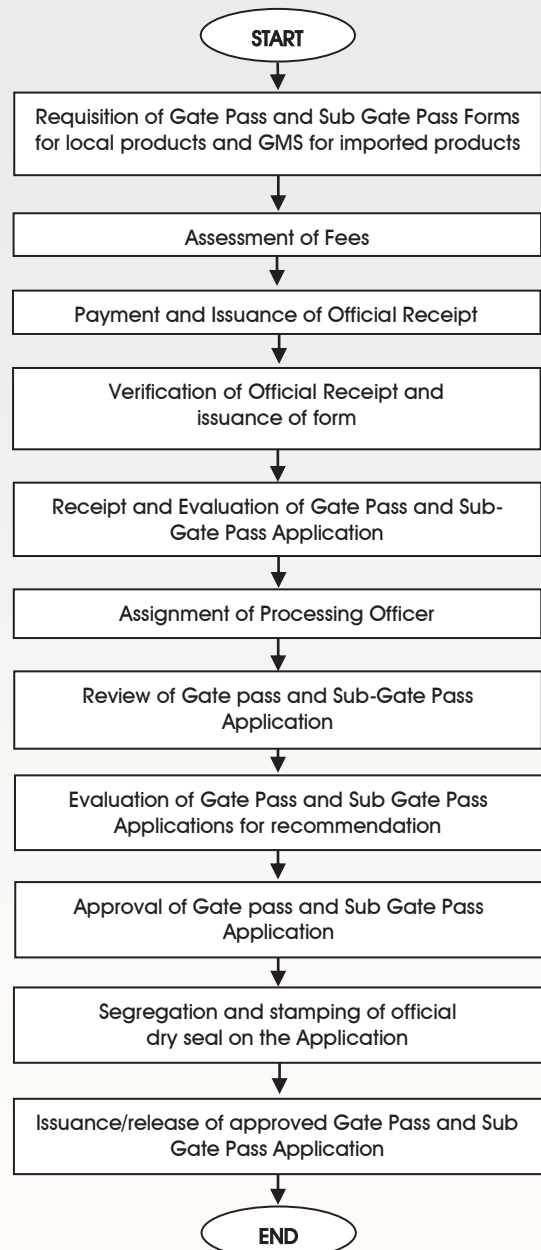 START
Requisition of Gate Pass and Sub Gate Pass Forms
for local products and GMS for imported products
Assessment of Fees
Payment and Issuance of Official Receipt
Verification of Official Receipt and
issuance of form
Receipt and Evaluation of Gate Pass and Sub-
Gate Pass Application
Assignment of Processing Officer
Review of Gate pass and Sub-Gate Pass
Application
Evaluation of Gate Pass and Sub Gate Pass
Applications for recommendation
Approval of Gate pass and Sub Gate Pass
Application
Segregation and stamping of official
dry seal on the Application
Issuance/release of approved Gate Pass and Sub
Gate Pass Application
END